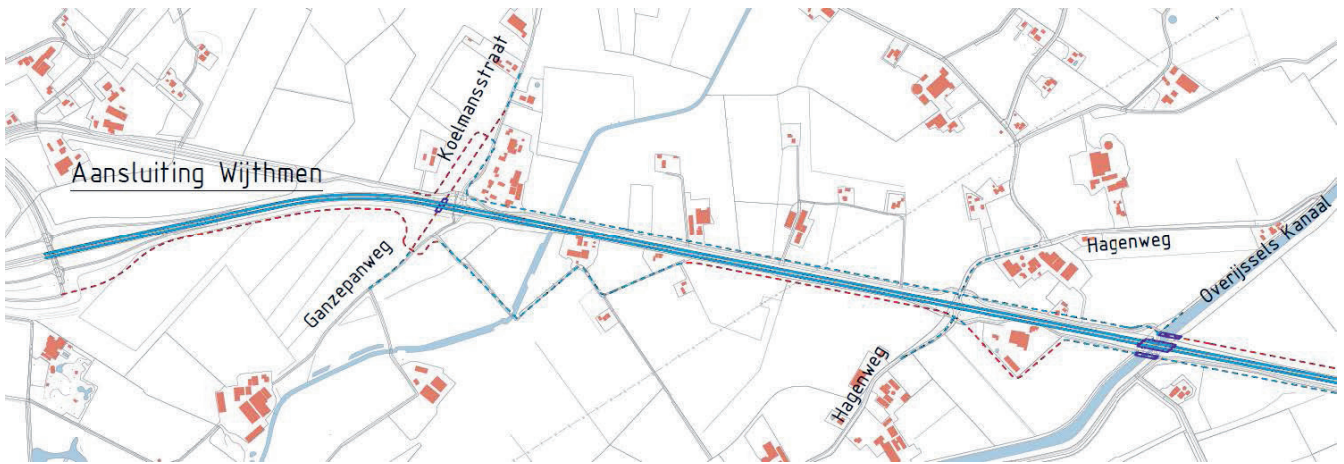 Koelmansstraat
Aansluiting Wijthmen
Ganzepanweg
Hagenweg
Overijssels Kanaal
Hagenweg